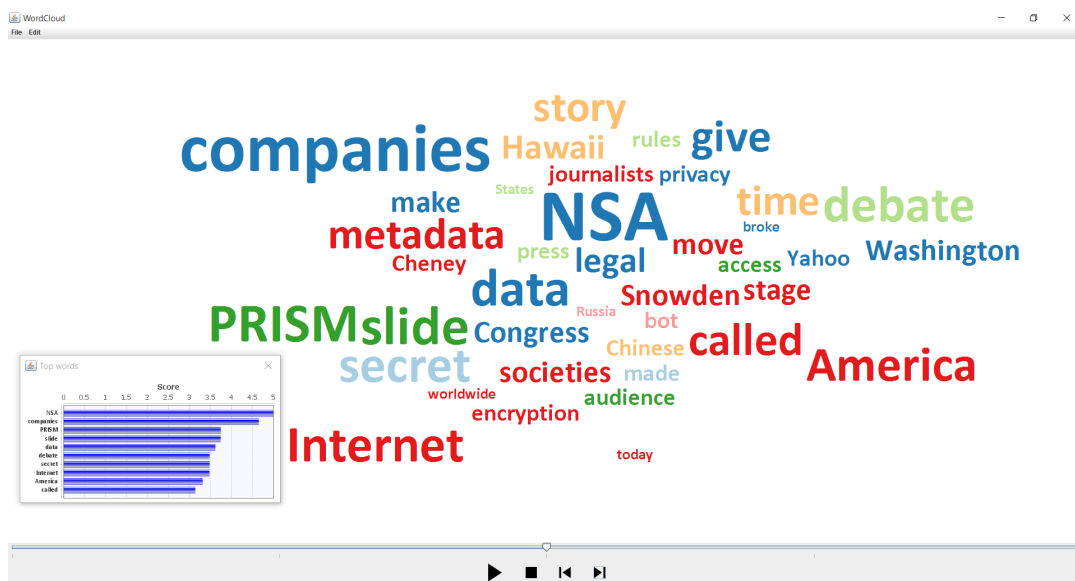 WordCloud
File Edit
story
companies
Hawaii
rules
give
journalists
privacy
States
make
NSA
time
debate
metadata
broke
press
legal
move
Washington
Cheney
access
Yahoo
data
Snowden
stage
Russia
PRISM
slide
Congress
bot
Chinese
called
secret
societies
made
America
worldwide
audience
encryption
Internet
today
Top words
Score
0 0.5 1 1.5 2 2.5 3 3.5 4 4.5 5
NSA
companies
PRISM
slide
data
debate
secret
Internet
America
called